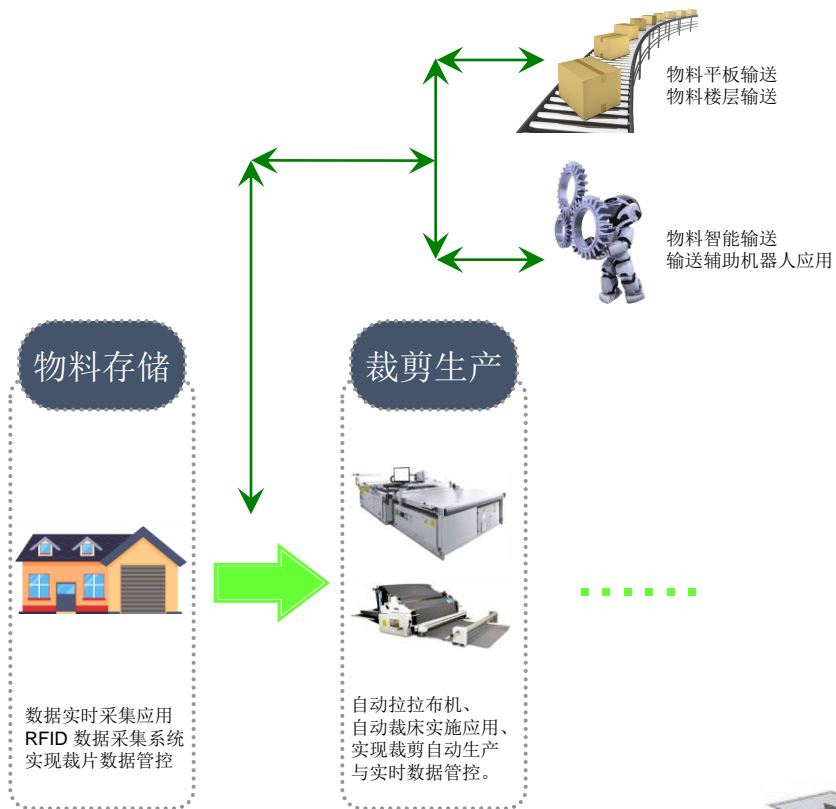 物料平板输送
物料楼层输送
物料智能输送
输送辅助机器人应用
物料存储
数据实时采集应用
RFID 数据采集系统
实现裁片数据管控
裁剪生产
自动拉拉布机、
自动裁床实施应用、
实现裁剪自动生产
与实时数据管控。